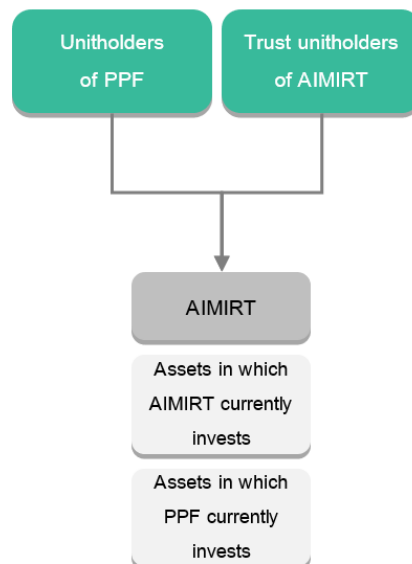 Unitholders
of PPF
Trust unitholders
of AIMIRT
AIMIRT
Assets in which
AIMIRT currently
invests
Assets in which
PPF currently
invests